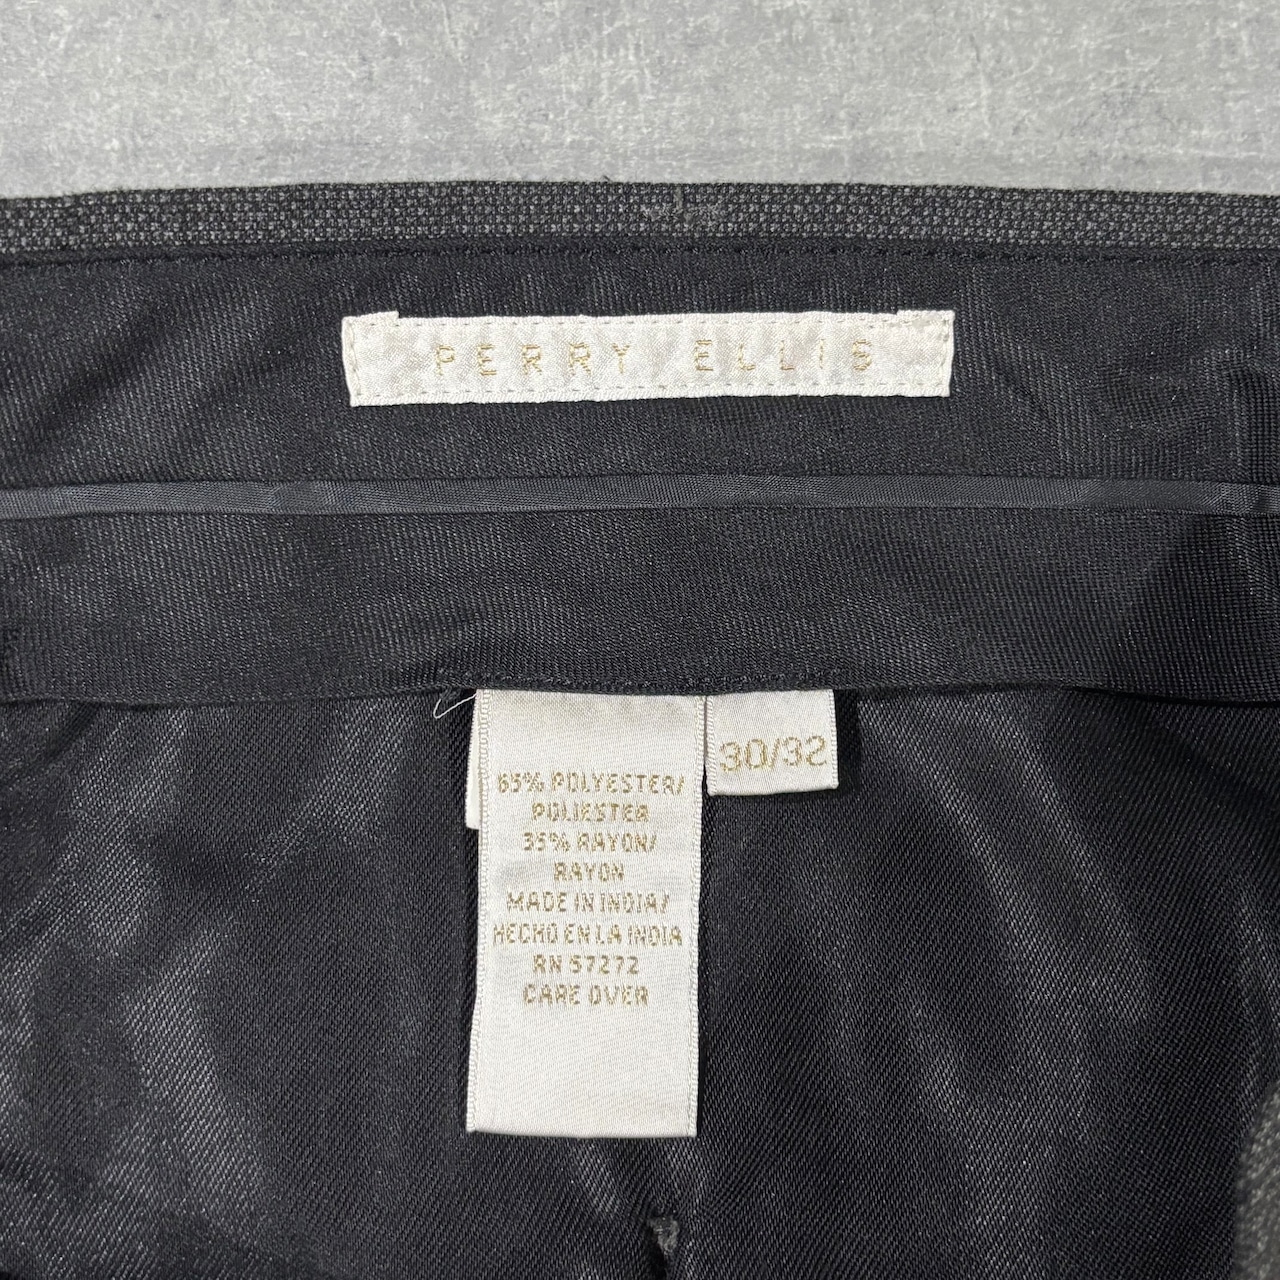 PERRY ELLIS
30/32
65% POLYESTER/
POLIESTER
35% RAYON/
RAYON
MADE IN INDIA/
HECHO EN LA INDIA
RN 57272
CARE OVER